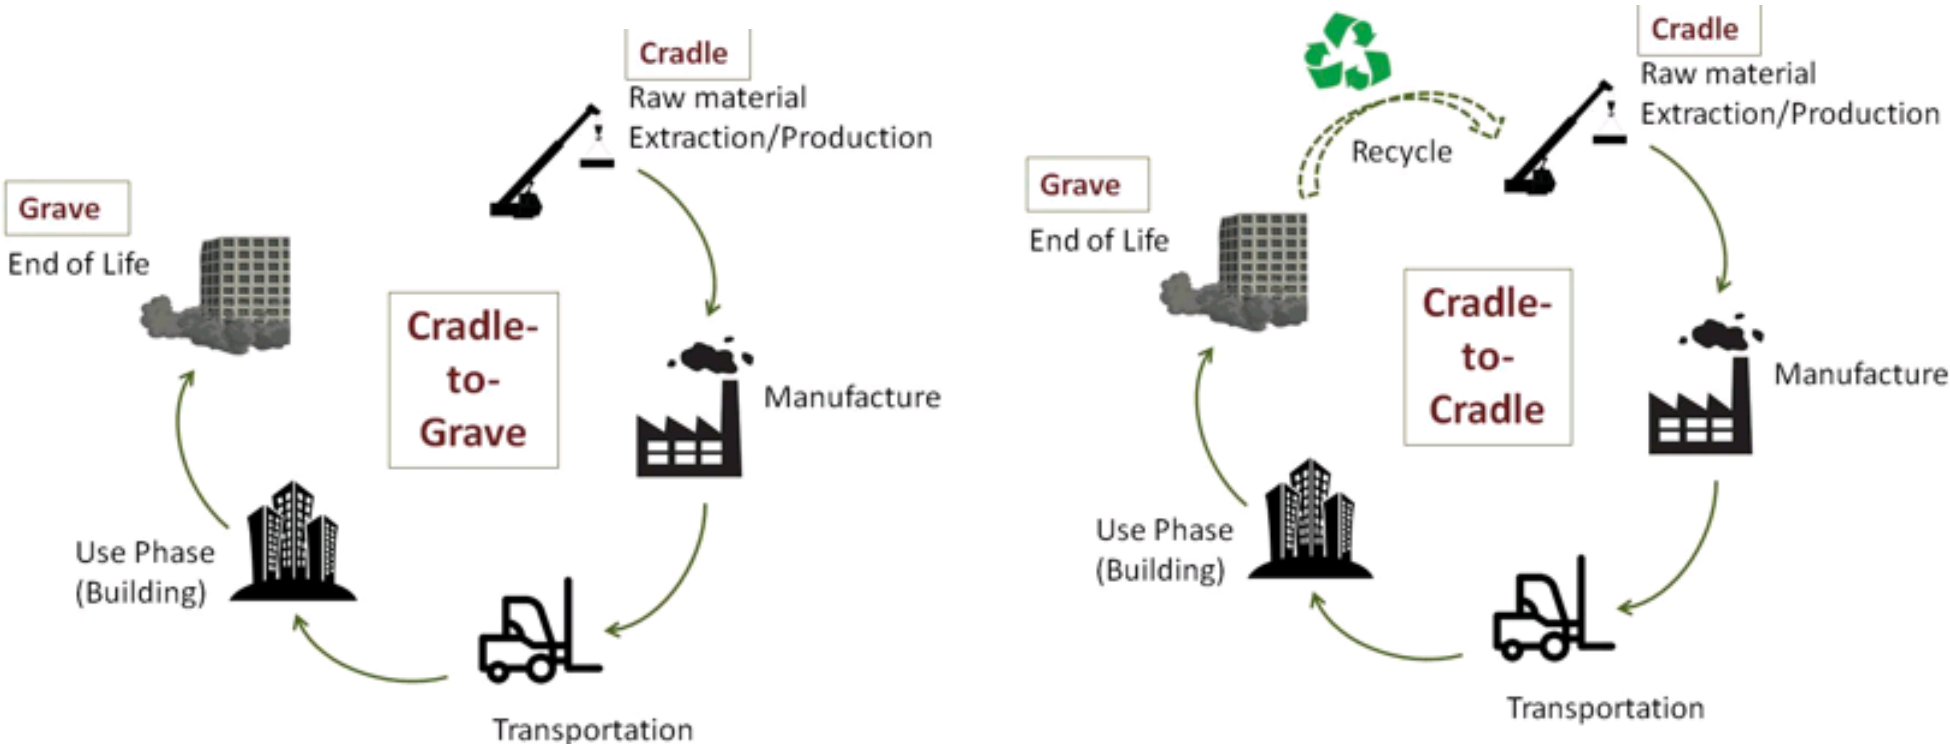 Cradle
Raw material
Extraction/Production
Grave
End of Life
Cradle-
to-
Grave
Manufacture
Use Phase
(Building)
Transportation
Cradle
Raw material
Extraction/Production
Recycle
Grave
End of Life
Cradle-
to-
Cradle
Manufacture
Use Phase
(Building)
Transportation